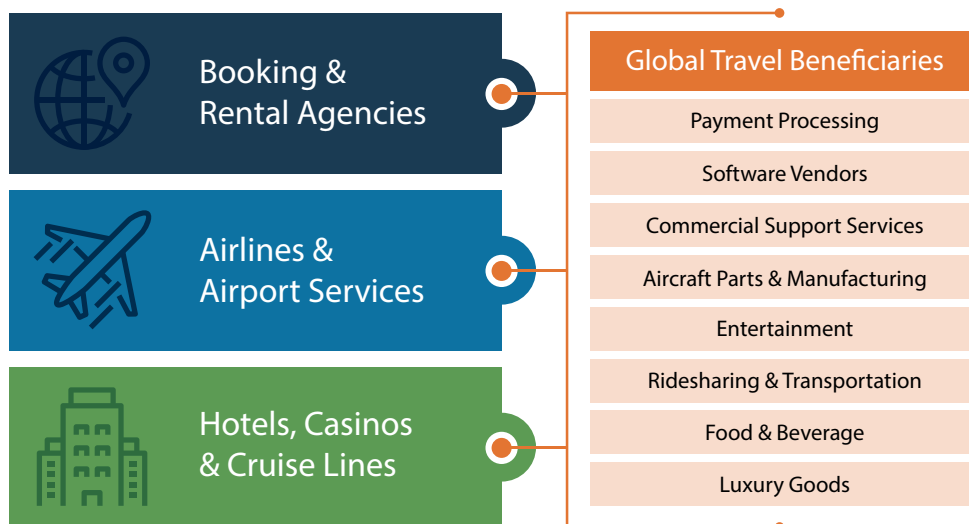 Booking &
Rental Agencies
Airlines &
Airport Services
Hotels, Casinos
& Cruise Lines
Global Travel Beneficiaries
Payment Processing
Software Vendors
Commercial Support Services
Aircraft Parts & Manufacturing
Entertainment
Ridesharing & Transportation
Food & Beverage
Luxury Goods